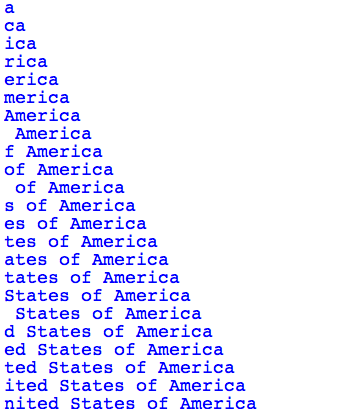 a
ca
ica
rica
erica
merica
America
 America
f America
of America
 of America
s of America
es of America
tes of America
ates of America
tates of America
States of America
 States of America
d States of America
ed States of America
ted States of America
ited States of America
nited States of America